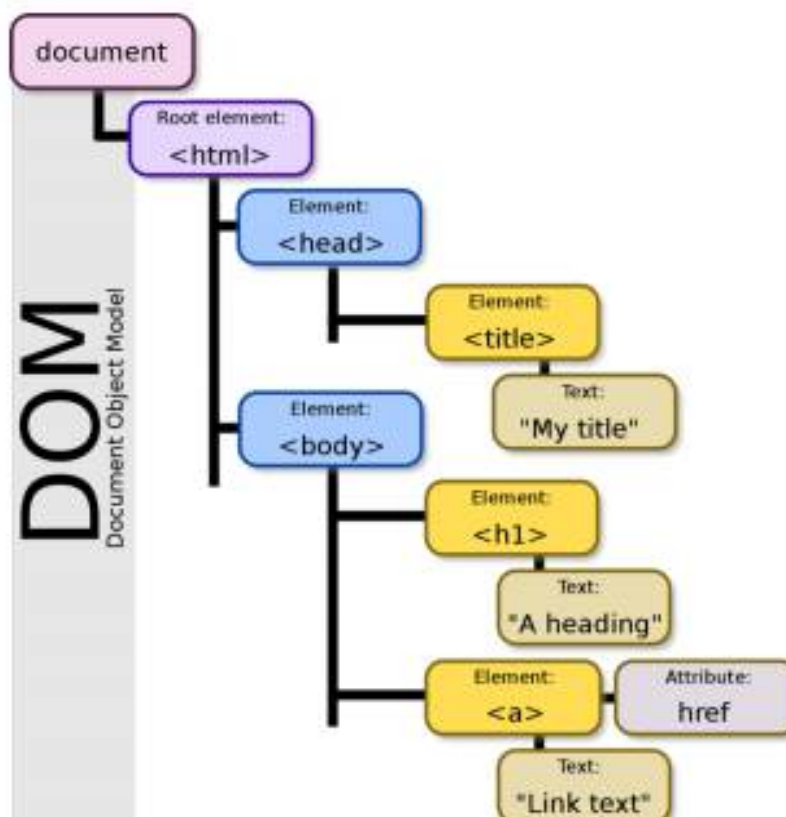 document
Root element:
<html>
Element:
<head>
Element:
<title>
Text:
"My title"
Element:
<body>
Element:
<h1>
Text:
"A heading"
Element:
<a>
Attribute:
href
Text:
"Link text"
DOM
Document Object Model